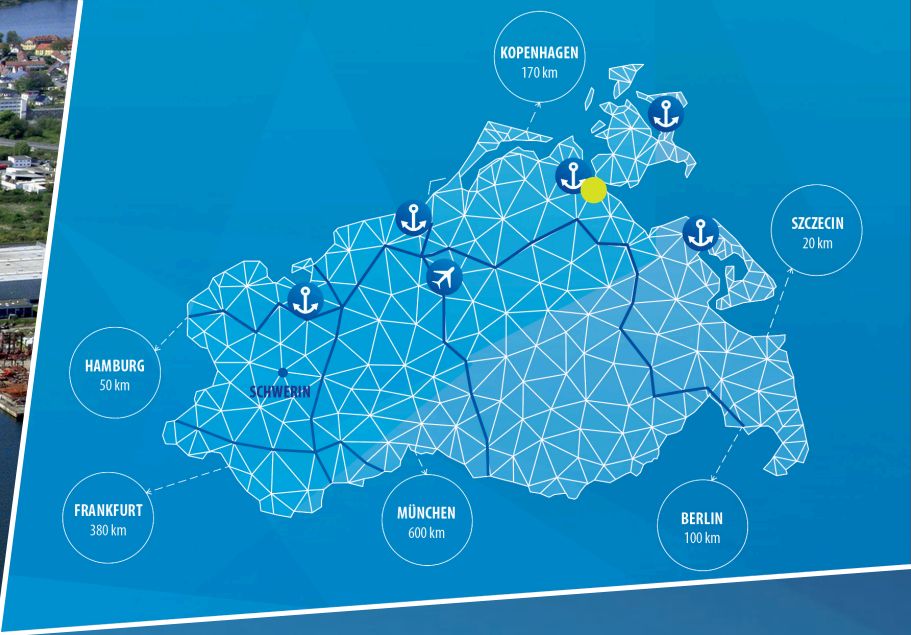 KOPENHAGEN
170 km
SZCZECIN
20 km
HAMBURG
50 km
SCHWERIN
FRANKFURT
380 km
MÜNCHEN
600 km
BERLIN
100 km